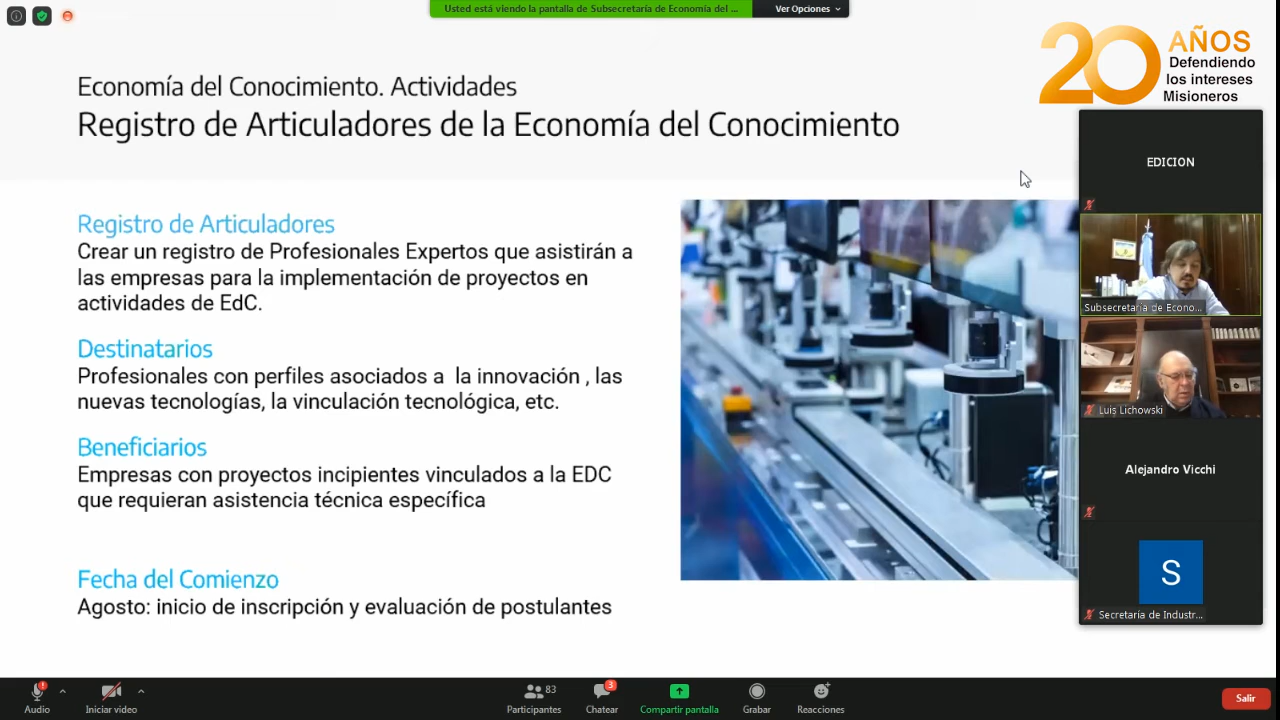 Usted está viendo la pantalla de Subsecretaría de Economía del ...
Ver Opciones
20 AÑOS
Defendiendo
los intereses
Misioneros
Economía del Conocimiento. Actividades
Registro de Articuladores de la Economía del Conocimiento
EDICION
Registro de Articuladores
Crear un registro de Profesionales Expertos que asistirán a
las empresas para la implementación de proyectos en
actividades de EdC.
Subsecretaría de Econo...
Destinatarios
Profesionales con perfiles asociados a  la innovación , las
nuevas tecnologías, la vinculación tecnológica, etc.
Luis Lichowski
Beneficiarios
Empresas con proyectos incipientes vinculados a la EDC
que requieran asistencia técnica específica
Alejandro Vicchi
Fecha del Comienzo
Agosto: inicio de inscripción y evaluación de postulantes
S
Secretaría de Industr...
Audio
Iniciar video
83
Participantes
3
Chatear
Compartir pantalla
Grabar
Reacciones
Salir